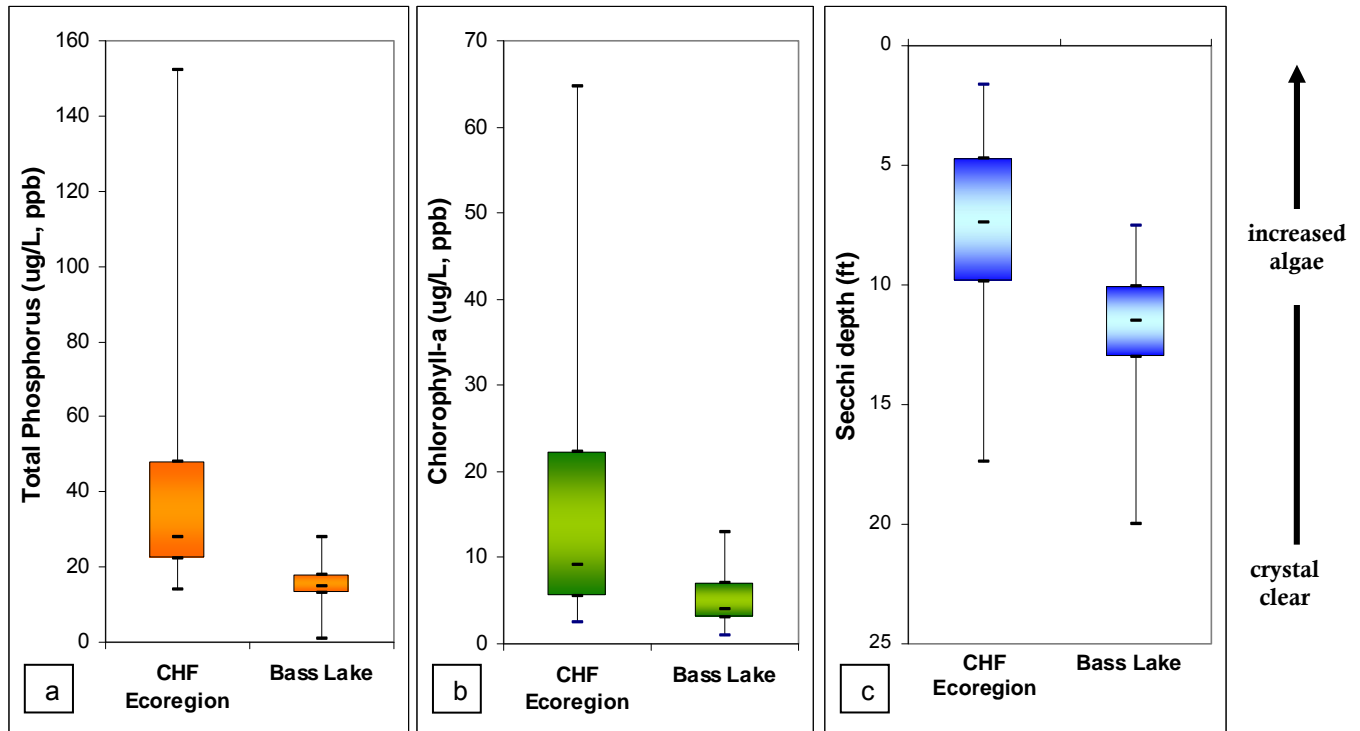 Total Phosphorus (ug/L, ppb)
160
140
120
100
80
60
40
20
0
CHF
Ecoregion
Bass Lake
a
Chlorophyll-a (ug/L, ppb)
70
60
50
40
30
20
10
0
CHF
Ecoregion
Bass Lake
b
Secchi depth (ft)
0
5
10
15
20
25
CHF
Ecoregion
Bass Lake
c
increased
algae
crystal
clear